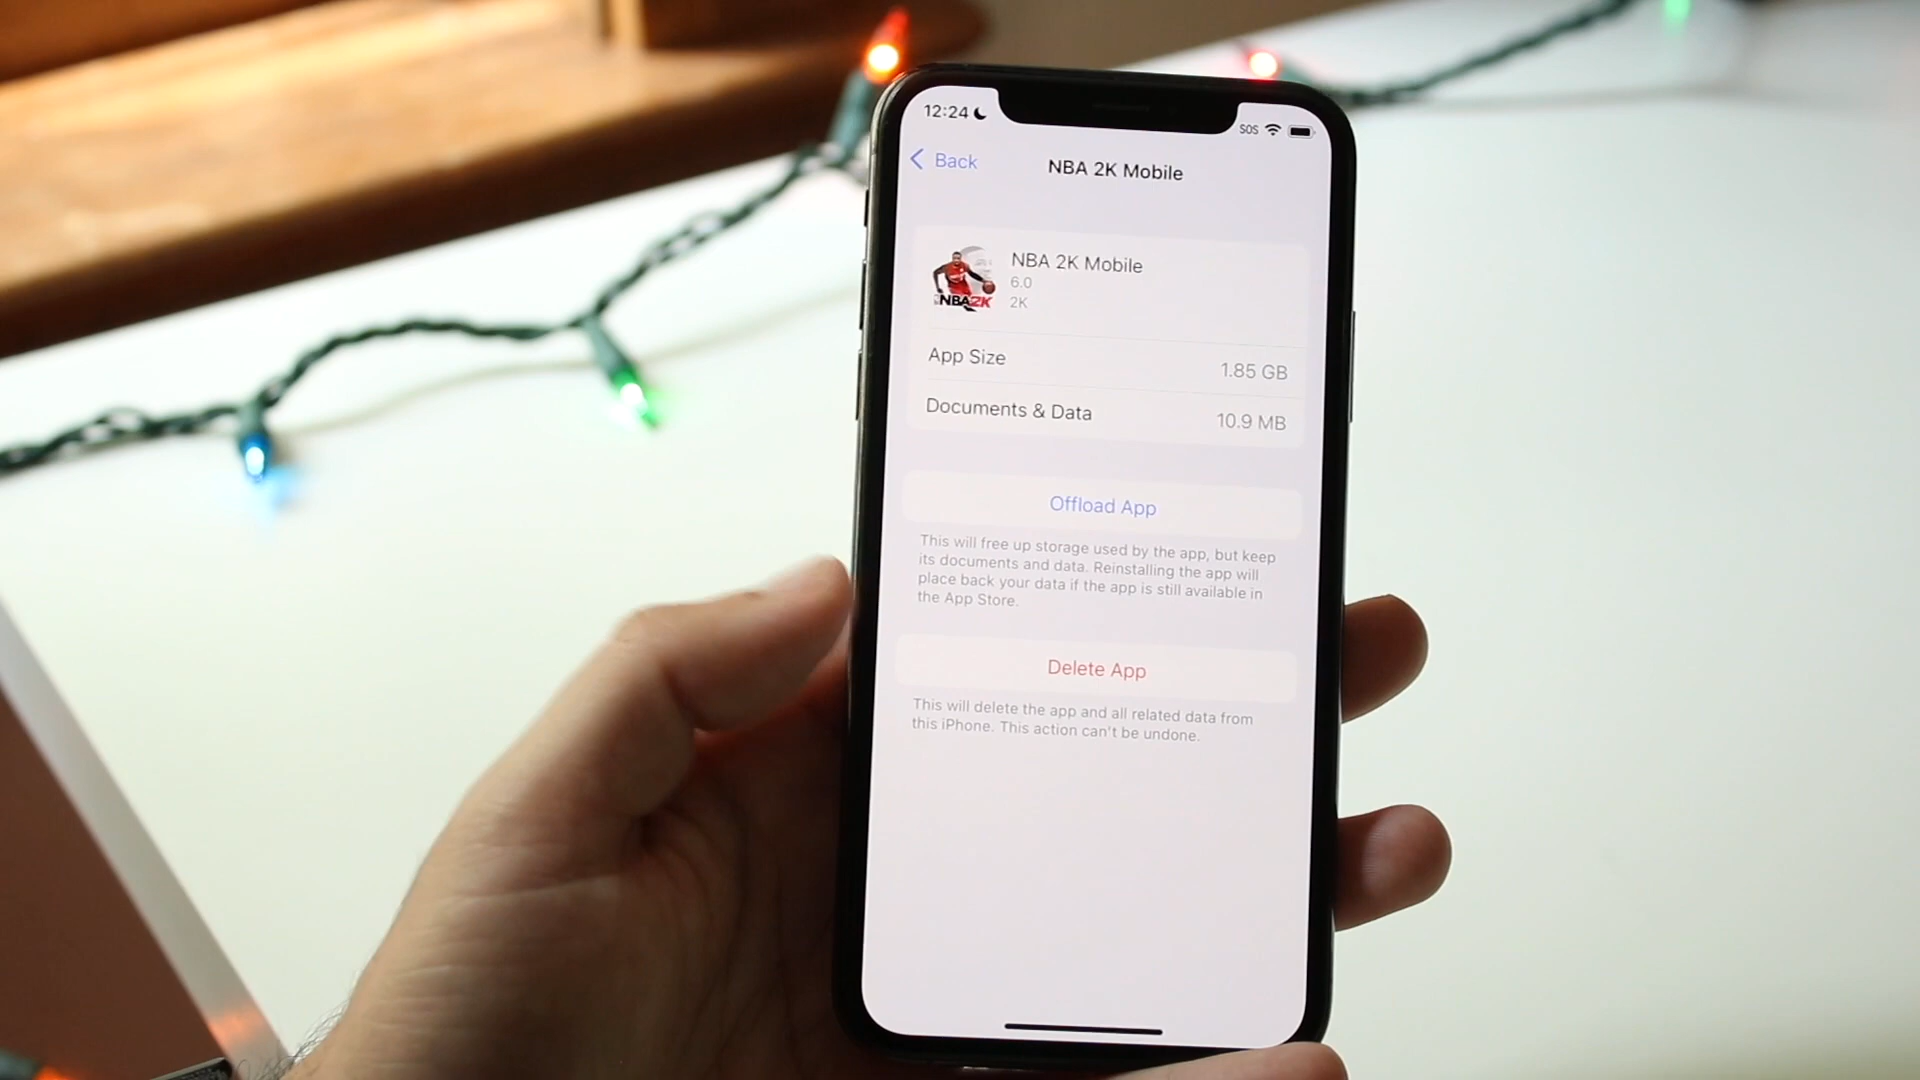 12:24
SOS
Back
NBA 2K Mobile
NBA 2K Mobile
6.0
2K
NBA2K
App Size
1.85 GB
Documents & Data
10.9 MB
Offload App
This will free up storage used by the app, but keep
its documents and data. Reinstalling the app will
place back your data if the app is still available in
the App Store.
Delete App
This will delete the app and all related data from
this iPhone. This action can't be undone.